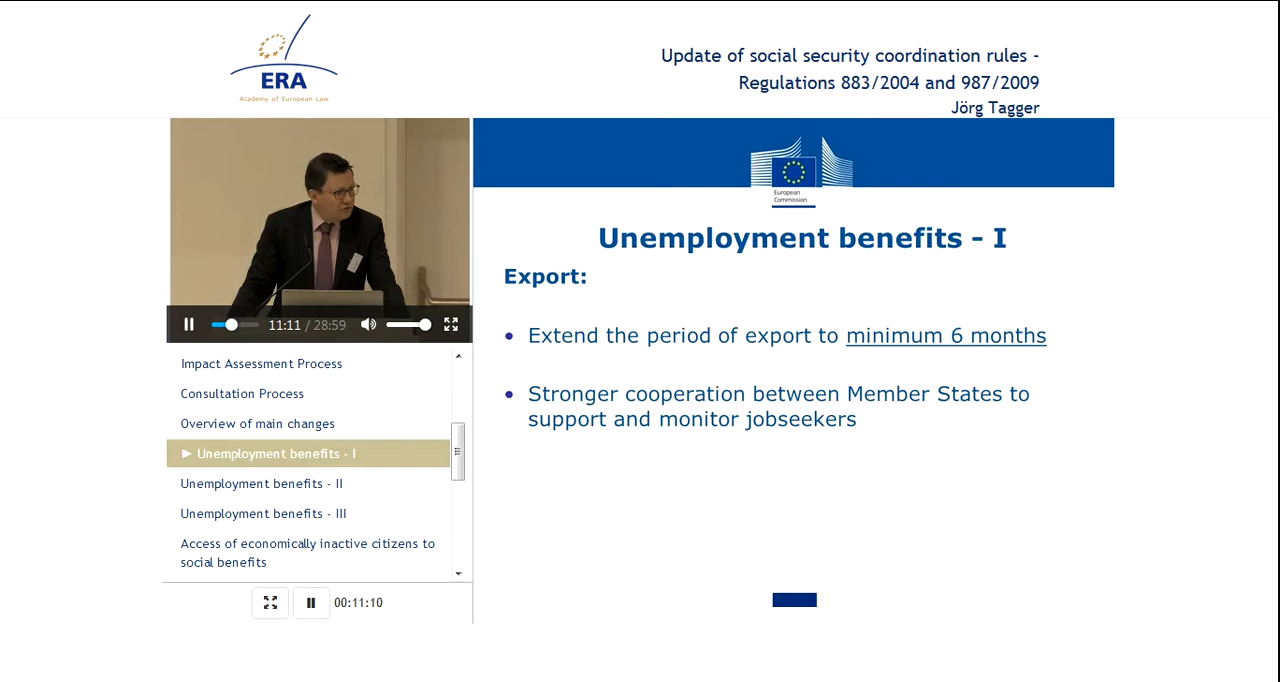 ERA
Academy of European Law
Update of social security coordination rules -
Regulations 883/2004 and 987/2009
Jörg Tagger
European
Commission
Unemployment benefits - I
Export:
• Extend the period of export to minimum 6 months
• Stronger cooperation between Member States to
support and monitor jobseekers
11:11 / 28:59
Impact Assessment Process
Consultation Process
Overview of main changes
► Unemployment benefits - I
Unemployment benefits - II
Unemployment benefits - III
Access of economically inactive citizens to
social benefits
00:11:10